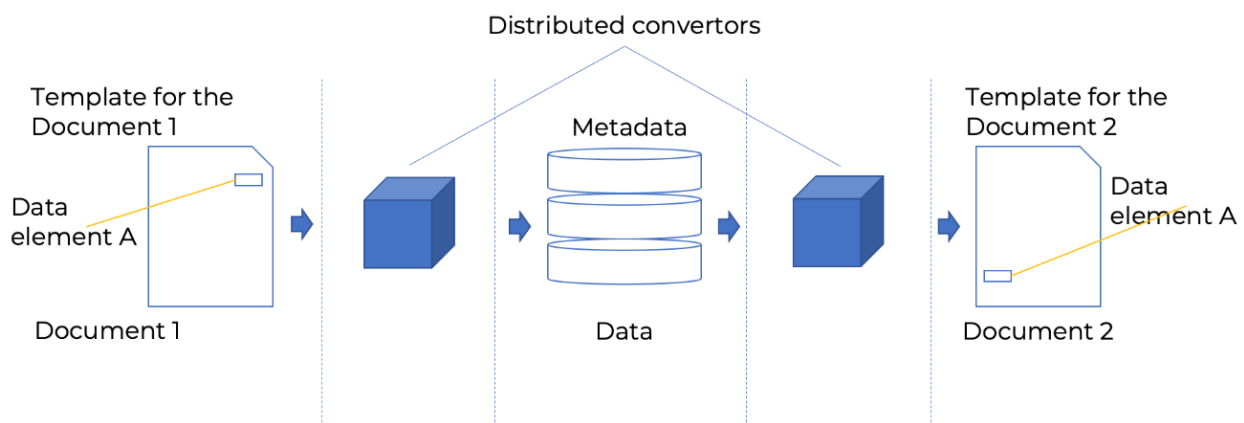 Distributed convertors
Template for the
Document 1
Metadata
Template for the
Document 2
Data
element A
Data
element A
Document 1
Data
Document 2